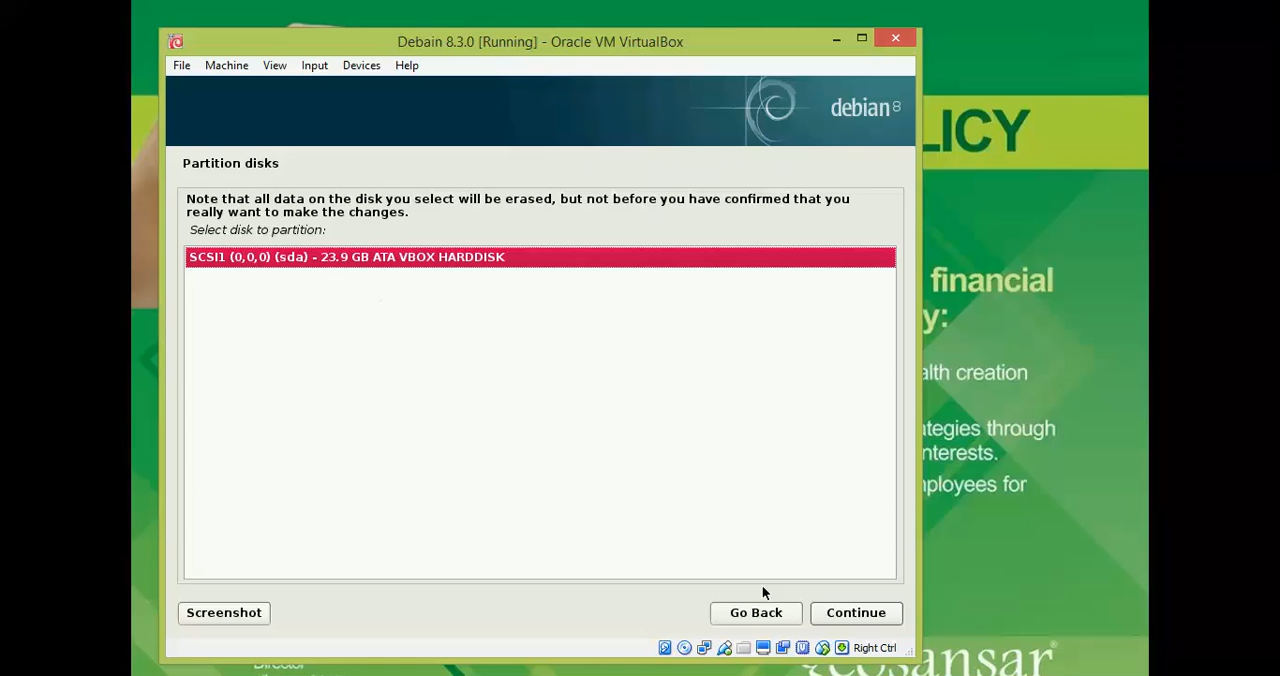 Debain 8.3.0 [Running] - Oracle VM VirtualBox
File Machine View Input Devices Help
debian 8
LICY
Partition disks
Note that all data on the disk you select will be erased, but not before you have confirmed that you
really want to make the changes.
Select disk to partition:
SCSI1 (0,0,0) (sda) - 23.9 GB ATA VBOX HARDDISK
financial
y:
alth creation
ategies through
nterests.
nployees for
Screenshot
Go Back
Continue
Right Ctrl
Director
cosansar®